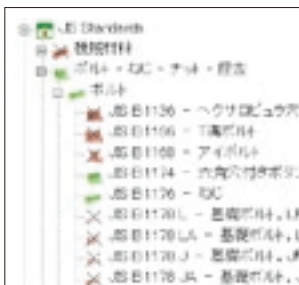 JIS Standards
機械材料
ボルト・ねじ・ナット・座金
ボルト
JIS B 1136 - ヘクサロビュラ穴
JIS B 1166 - T溝ボルト
JIS B 1168 - アイボルト
JIS B 1174 - 六角穴付きボタン
JIS B 1176 - ねじ
JIS B 1178 L - 基礎ボルト，L
JIS B 1178 LA - 基礎ボルト，L
JIS B 1178 J - 基礎ボルト，J
JIS B 1178 JA - 基礎ボルト，J